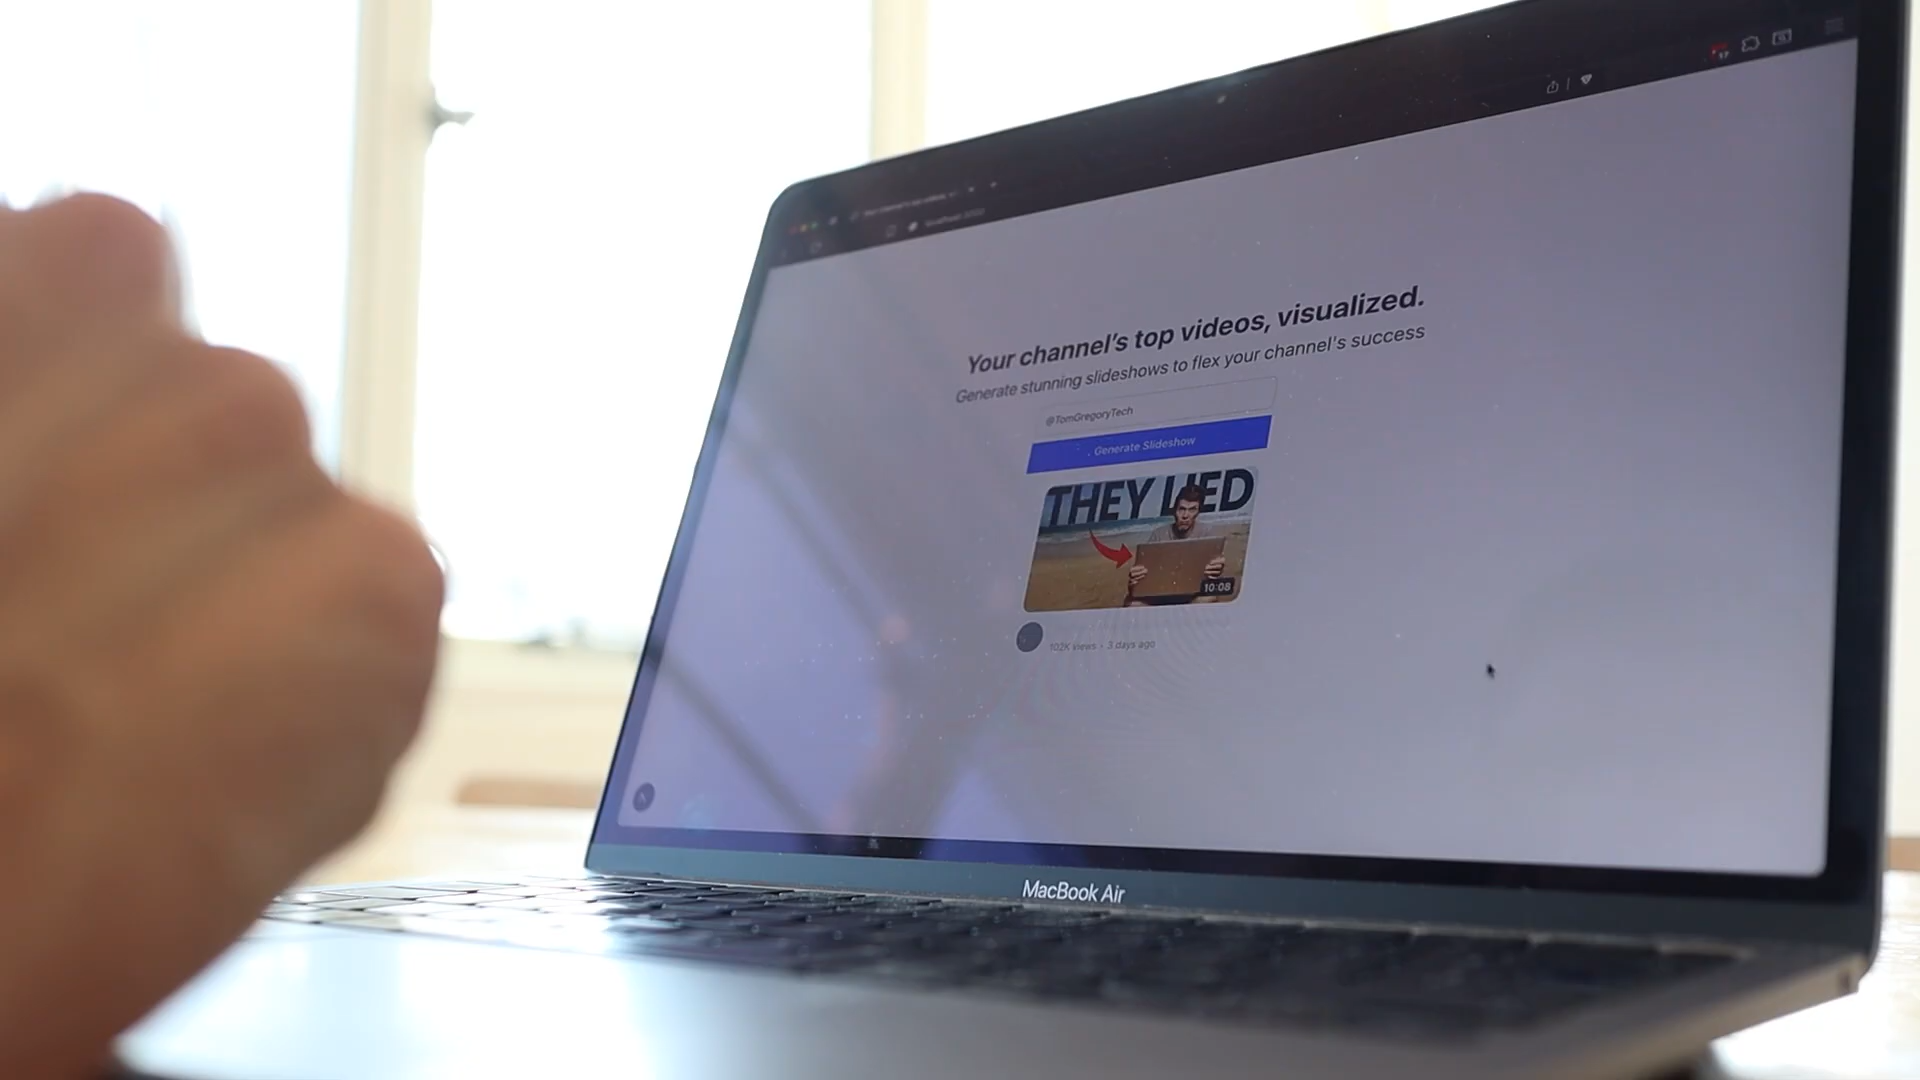 17
Your channel's top videos, visualized.
Generate stunning slideshows to flex your channel's success
@TomGregoryTech
Generate Slideshow
THEY LIED
10:08
102K views • 3 days ago
MacBook Air